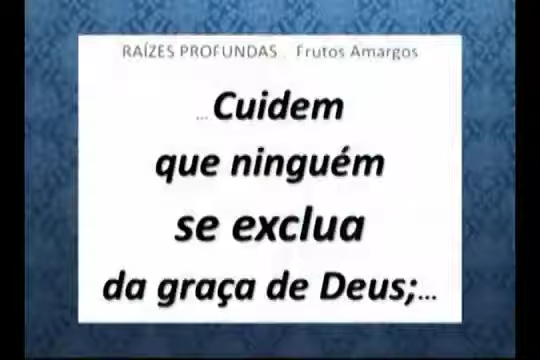 RAÍZES PROFUNDAS . Frutos Amargos
... Cuidem
que ninguém
se exclua
da graça de Deus;...